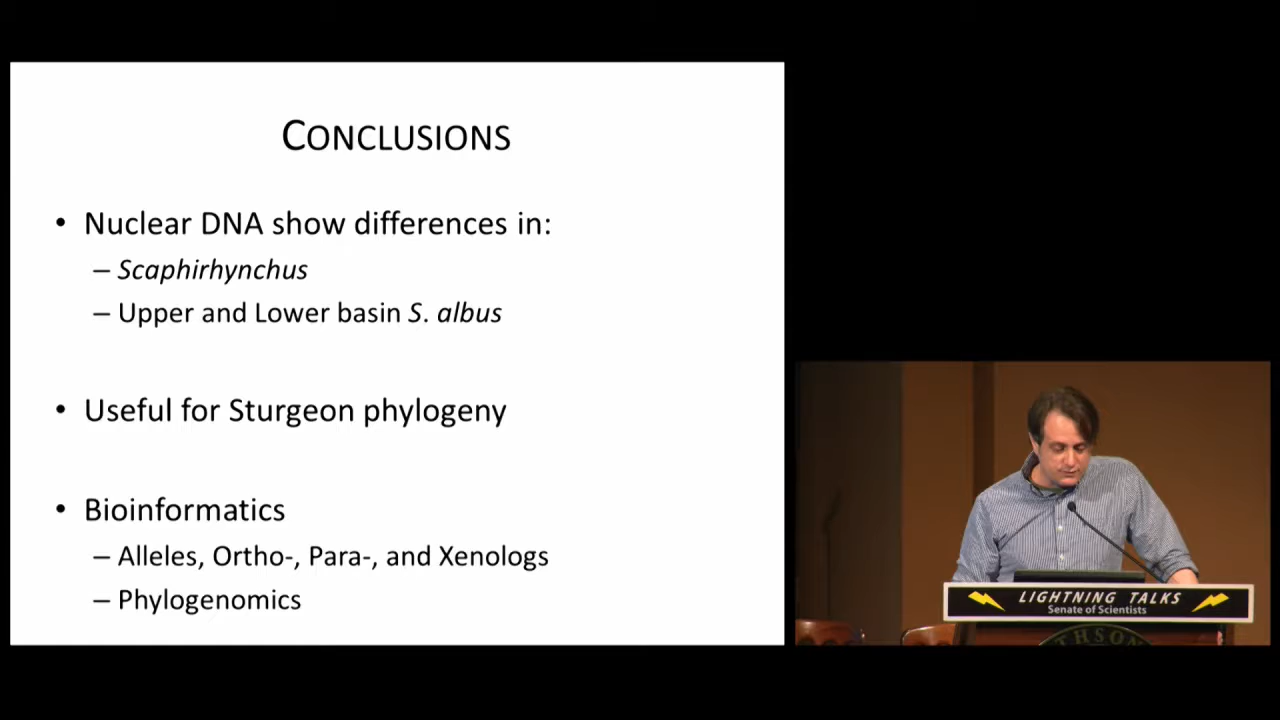 CONCLUSIONS
• Nuclear DNA show differences in:
– Scaphirhynchus
– Upper and Lower basin S. albus
• Useful for Sturgeon phylogeny
• Bioinformatics
– Alleles, Ortho-, Para-, and Xenologs
– Phylogenomics
LIGHTNING TALKS
Senate of Scientists
THSON